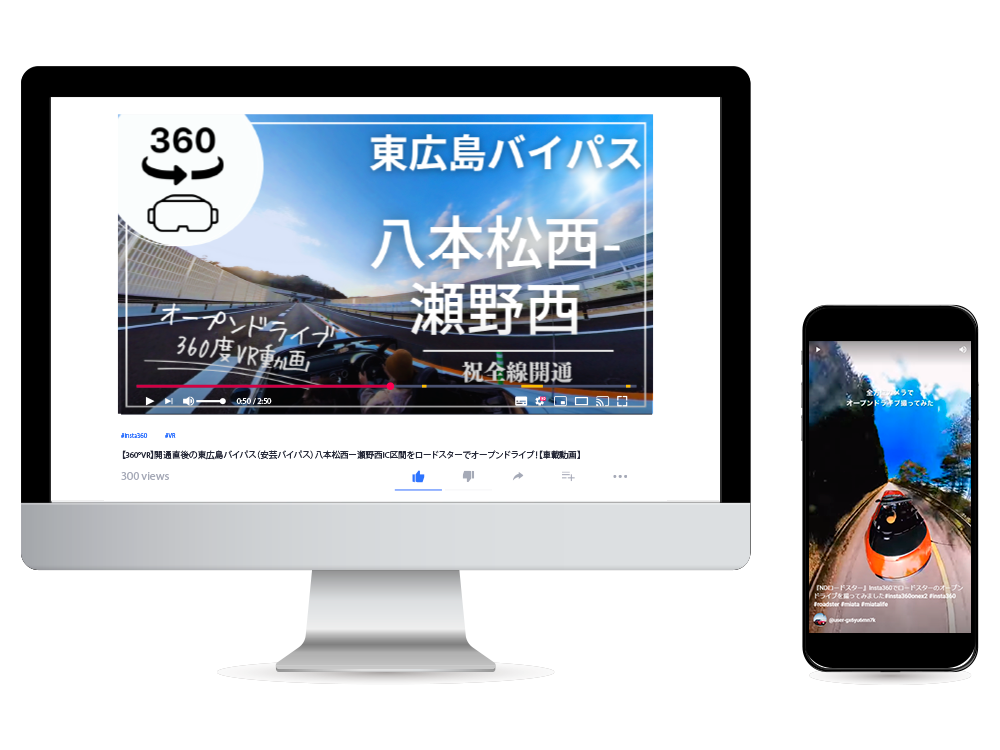 360
東広島バイパス
八本松西-
瀬野西
オープンドライブ
360度VR動画
祝全線開通
0:50 / 2:50
#Insta360 #VR
【360°VR】開通直後の東広島バイパス（安芸バイパス）八本松西ー瀬野西IC区間をロードスターでオープンドライブ！【車載動画】
300 views
全方位カメラで
オープンドライブ撮ってみた
『NDロードスター』Insta360でロードスターのオープン
ドライブを撮ってみました#insta360onex2 #insta360
#roadster #miata #miatalife
@user-gx6yu6mn7k